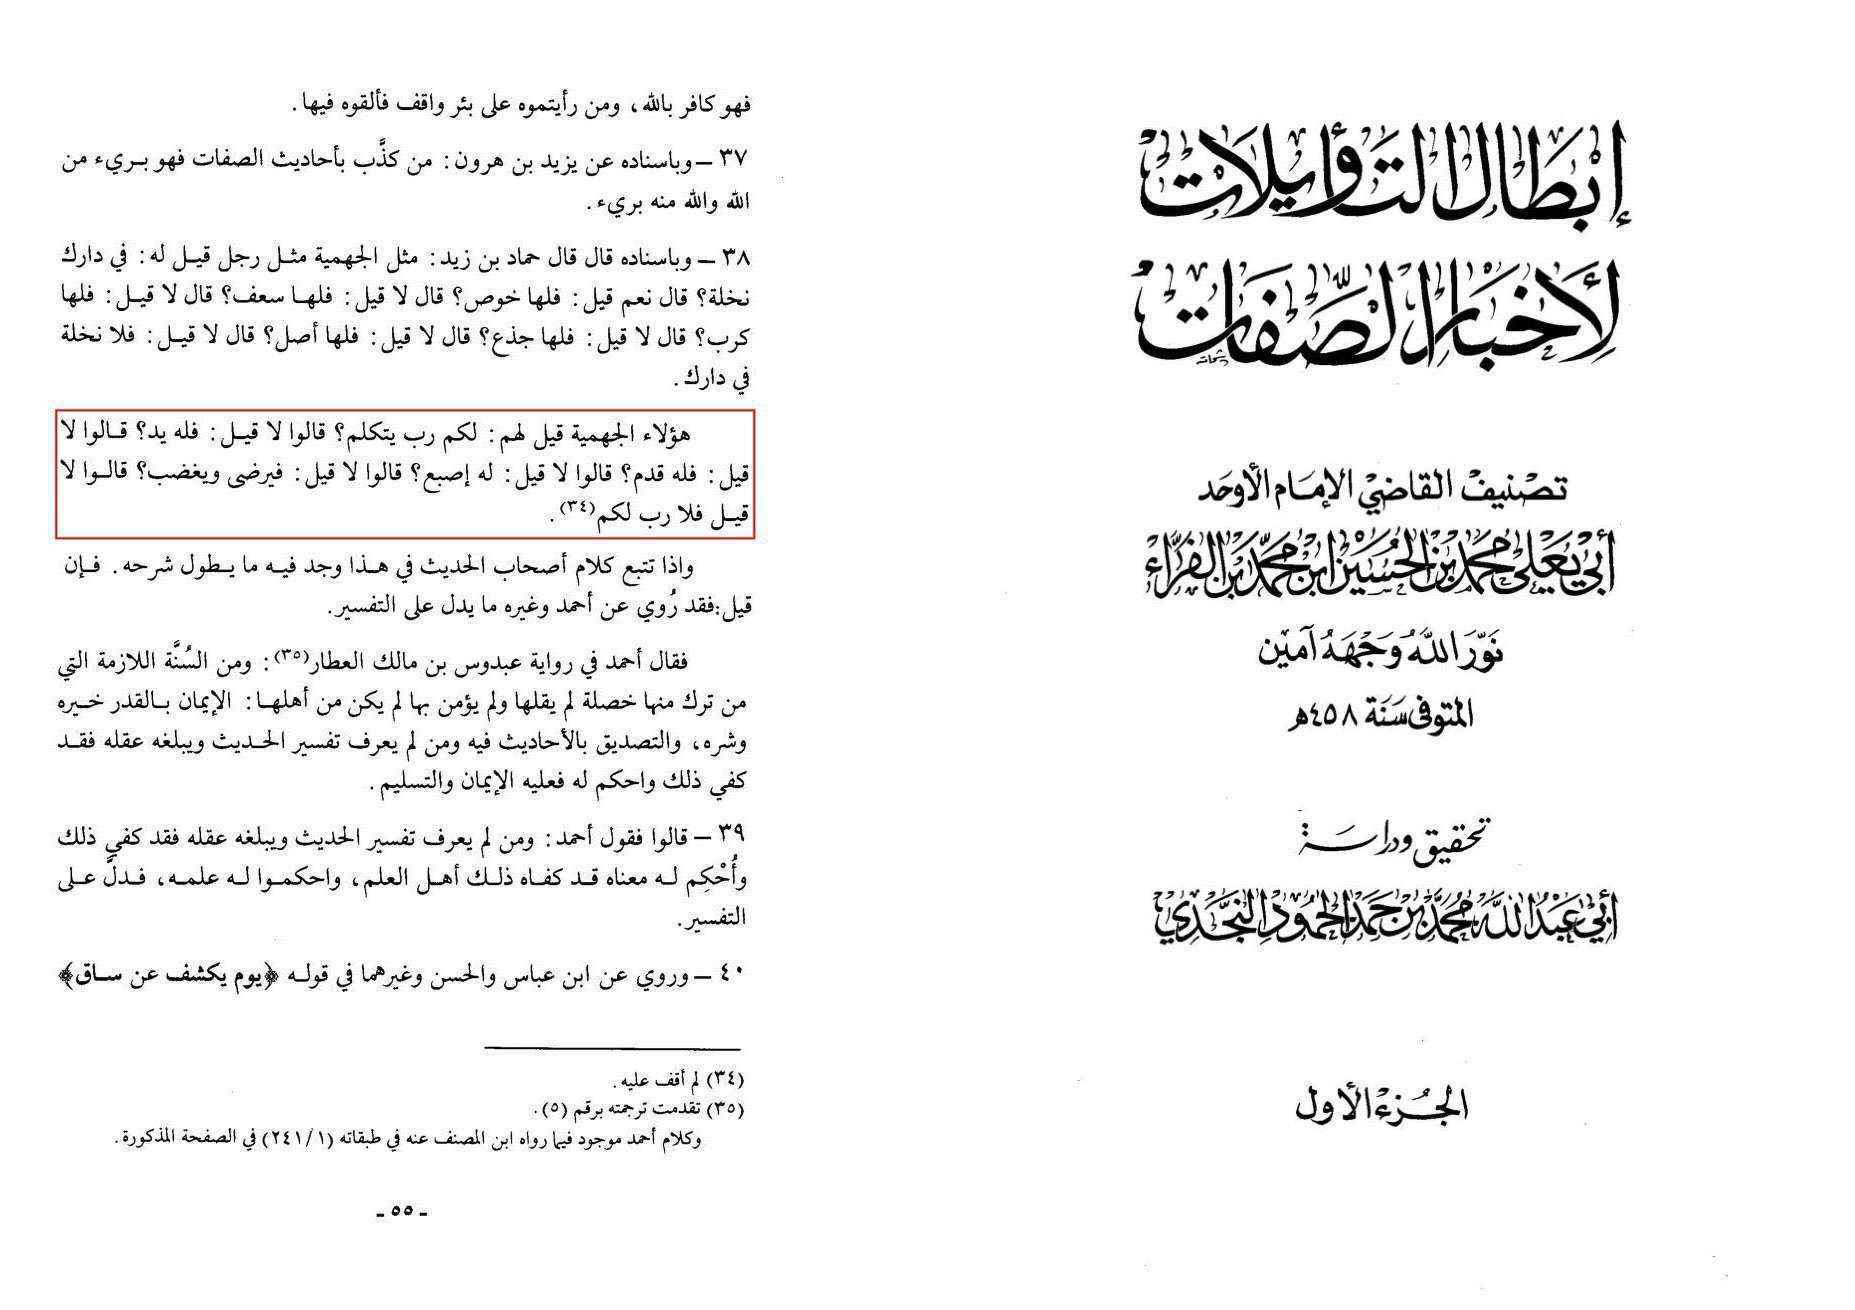 إبطال التأويلات
لأخبار الصفات
تصنيف القاضي الإمام الأوحد
أبي يعلى محمد بن الحسين ابن محمد بن الفراء
نَوَّرَ اللهُ وَجْهَهُ آمين
المتوفى سَنَة ٤٥٨هـ
تحقيق ودراسة
أبي عبد الله محمد بن حمد الحمود النجدي
الجزء الأول
فهو كافر بالله، ومن رأيتموه على بئر واقف فألقوه فيها.
٣٧ – وباسناده عن يزيد بن هرون: من كذَّب بأحاديث الصفات فهو بريء من
الله والله منه بريء.
٣٨ – وباسناده قال قال حماد بن زيد: مثل الجهمية مثل رجل قيل له: في دارك
نخلة؟ قال نعم قيل: فلها خوص؟ قال لا قيل: فلها سعف؟ قال لا قيل: فلها
كرب؟ قال لا قيل: فلها جذع؟ قال لا قيل: فلها أصل؟ قال لا قيل: فلا نخلة
في دارك.
هؤلاء الجهمية قيل لهم: لكم رب يتكلم؟ قالوا لا قيل: فله يد؟ قالوا لا
قيل: فله قدم؟ قالوا لا قيل: له إصبع؟ قالوا لا قيل: فيرضى ويغضب؟ قالوا لا
قيل فلا رب لكم(٣٤).
واذا تتبع كلام أصحاب الحديث في هذا وجد فيه ما يطول شرحه. فإن
قيل: فقد رُوي عن أحمد وغيره ما يدل على التفسير.
فقال أحمد في رواية عبدوس بن مالك العطار(٣٥): ومن السُنَّة اللازمة التي
من ترك منها خصلة لم يقلها ولم يؤمن بها لم يكن من أهلها: الإيمان بالقدر خيره
وشره، والتصديق بالأحاديث فيه ومن لم يعرف تفسير الحديث ويبلغه عقله فقد
كفي ذلك واحكم له فعليه الإيمان والتسليم.
٣٩ – قالوا فقول أحمد: ومن لم يعرف تفسير الحديث ويبلغه عقله فقد كفي ذلك
وأُحْكِم له معناه قد كفاه ذلك أهل العلم، واحكموا له علمه، فدلَّ على
التفسير.
٤٠ – وروي عن ابن عباس والحسن وغيرهما في قوله ﴿يوم يكشف عن ساق﴾
(٣٤) لم أقف عليه.
(٣٥) تقدمت ترجمته برقم (٥).
وكلام أحمد موجود فيما رواه ابن المصنف عنه في طبقاته (٢٤١/١) في الصفحة المذكورة.
- ٥٥ -